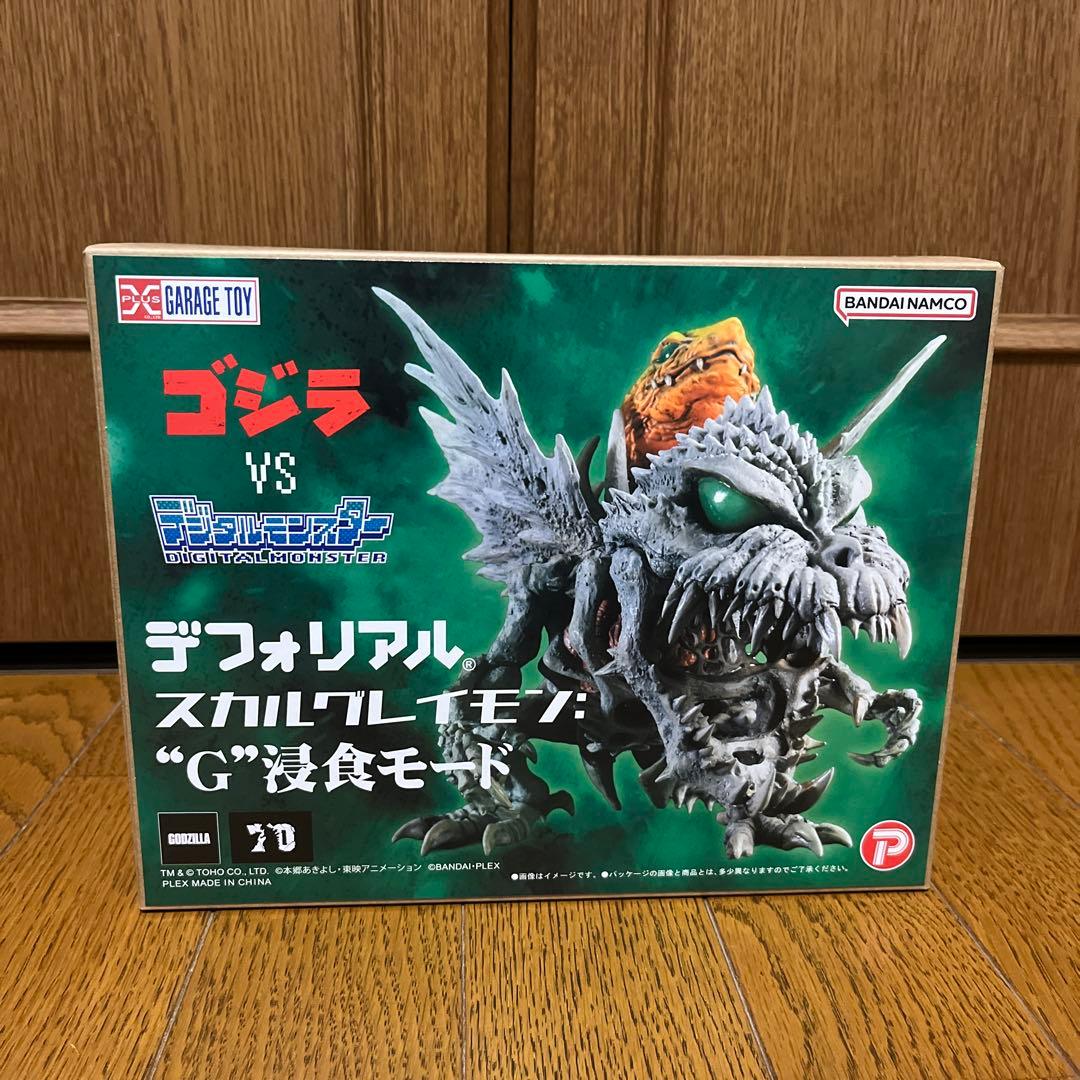 X PLUS CO.,LTD. GARAGE TOY
BANDAI NAMCO
ゴジラ
VS
デジタルモンスター
DIGITALMONSTER
デフォリアル®
スカルグレイモン:
“G”浸食モード
GODZILLA
70
P
TM & © TOHO CO., LTD. ©本郷あきよし・東映アニメーション ©BANDAI・PLEX
PLEX MADE IN CHINA
●画像はイメージです。●パッケージの画像と商品とは、多少異なりますのでご了承ください。